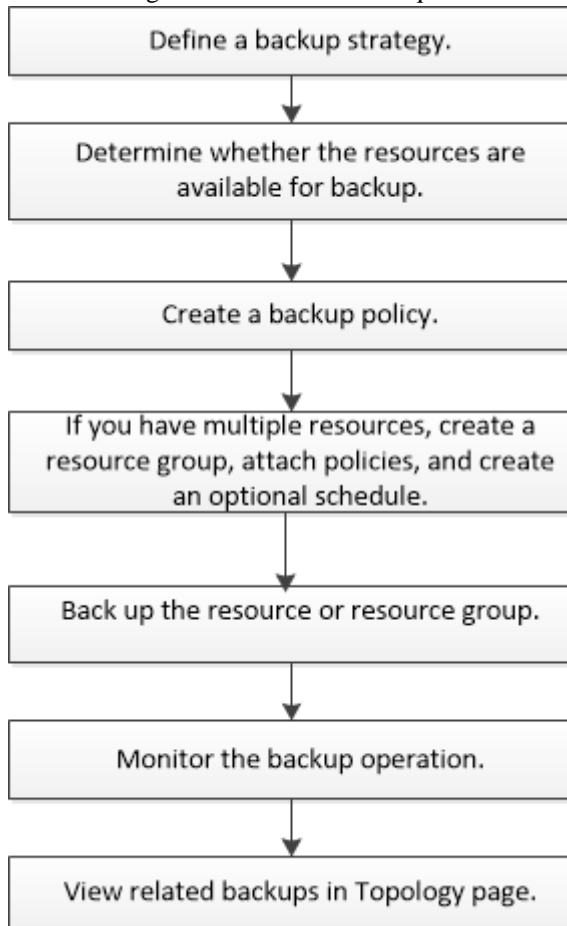 Define a backup strategy.
Determine whether the resources are
available for backup.
Create a backup policy.
If you have multiple resources, create a
resource group, attach policies, and create
an optional schedule.
Back up the resource or resource group.
Monitor the backup operation.
View related backups in Topology page.